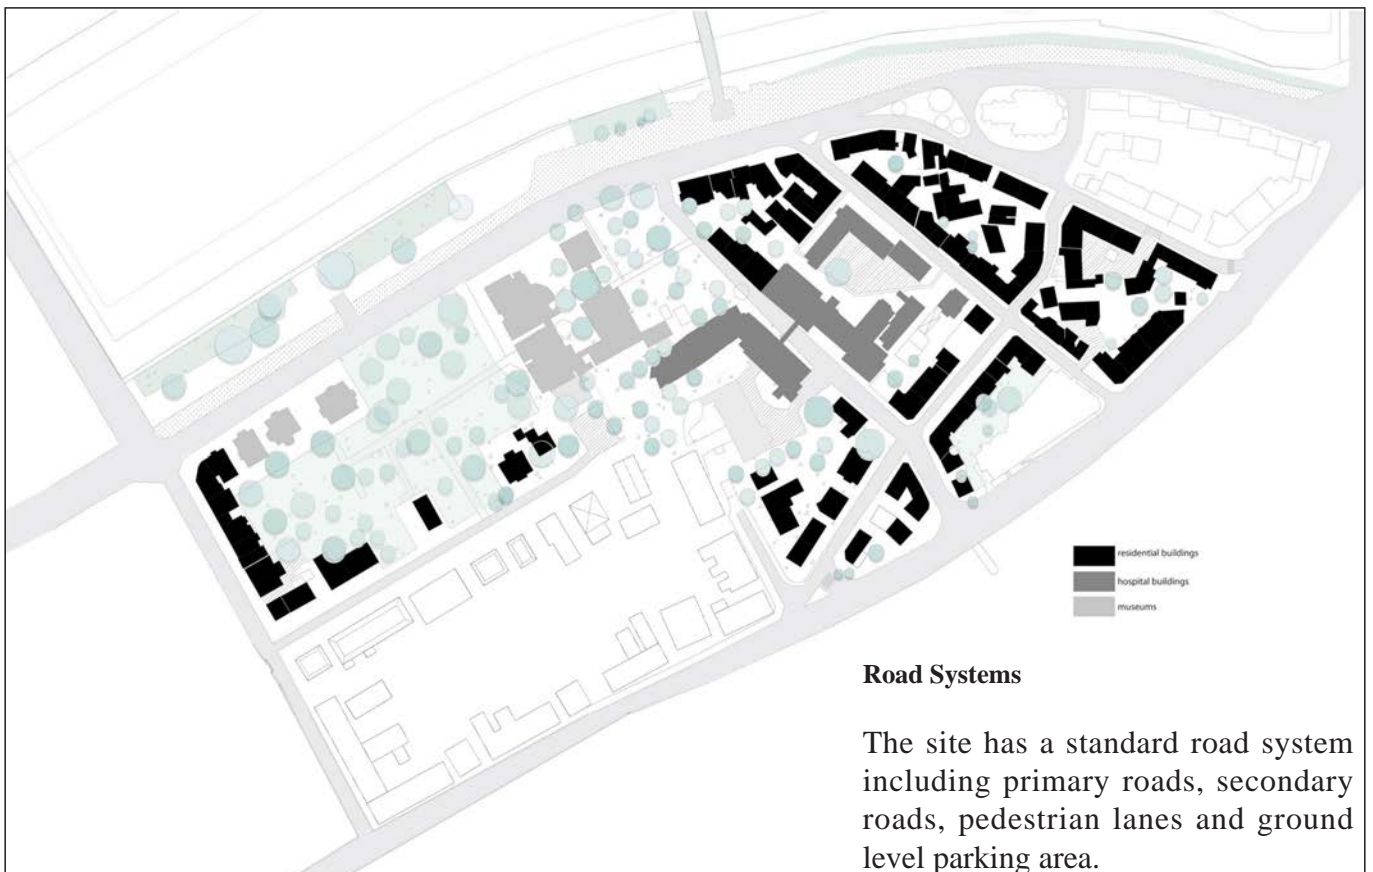 residential buildings
hospital buildings
museums
Road Systems
The site has a standard road system
including primary roads, secondary
roads, pedestrian lanes and ground
level parking area.